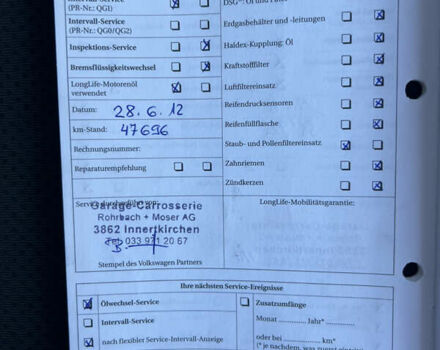 (PR-Nr.: QG1)
DSG
Intervall-Service
(PR-Nr.: QG0/QG2)
Erdgasbehälter und -leitungen
Inspektions-Service
Haldex-Kupplung: Öl
Bremsflüssigkeitswechsel
Kraftstofffilter
LongLife-Motorenöl
verwendet
Luftfiltereinsatz
Datum: 28.6.12
Reifendrucksensoren
km-Stand: 47696
Reifenfüllflasche
Rechnungsnummer:
Staub- und Pollenfiltereinsatz
Reparaturempfehlung
Zahnriemen
Zündkerzen
Service durchgeführt von:
LongLife-Mobilitätsgarantie:
Garage-Carrosserie
Rohrbach + Moser AG
3862 Innertkirchen
Tel. 033 971 20 67
Stempel des Volkswagen Partners
Ihre nächsten Service-Ereignisse
Ölwechsel-Service
Zusatzumfänge
Intervall-Service
Monat ............ Jahr* ............
nach flexibler Service-Intervall-Anzeige
oder bei ............ km*